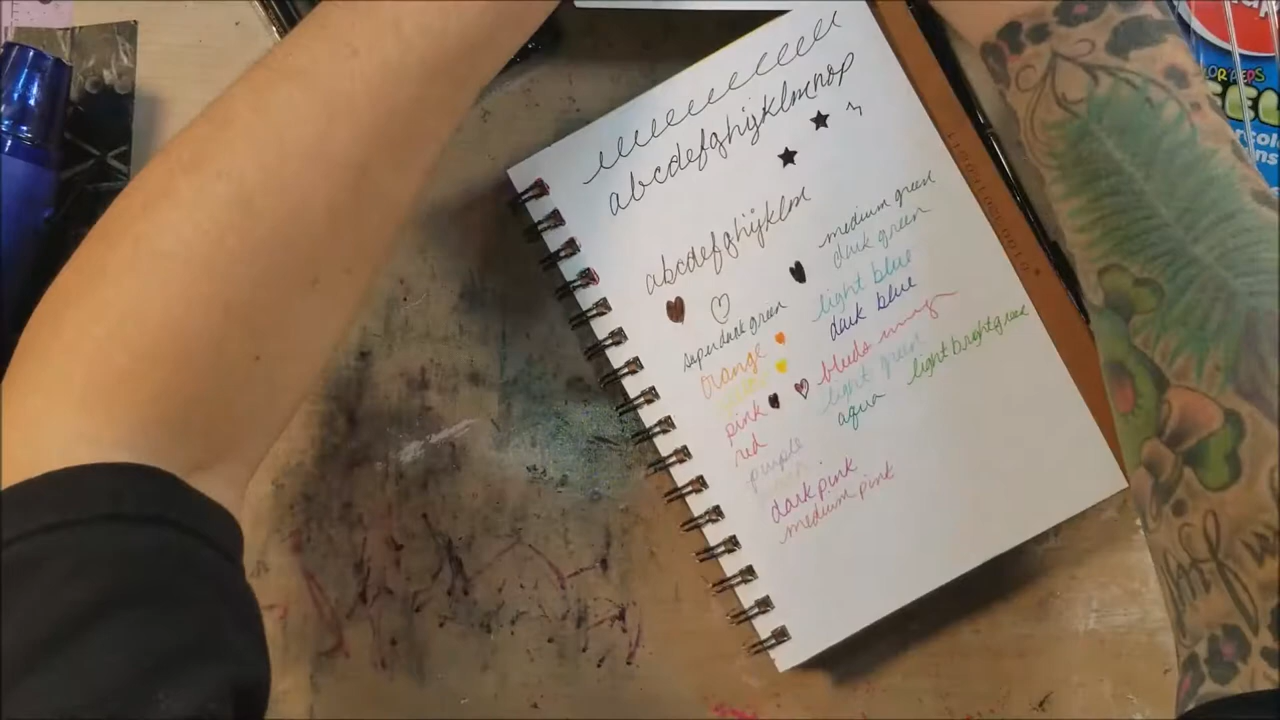 abcdefghijklmnop
abcdefghijklm
medium green
dark green
light blue
dark blue
super dark green
orange
bleeds
light green
light bright green
pink
aqua
red
purple
dark pink
medium pink